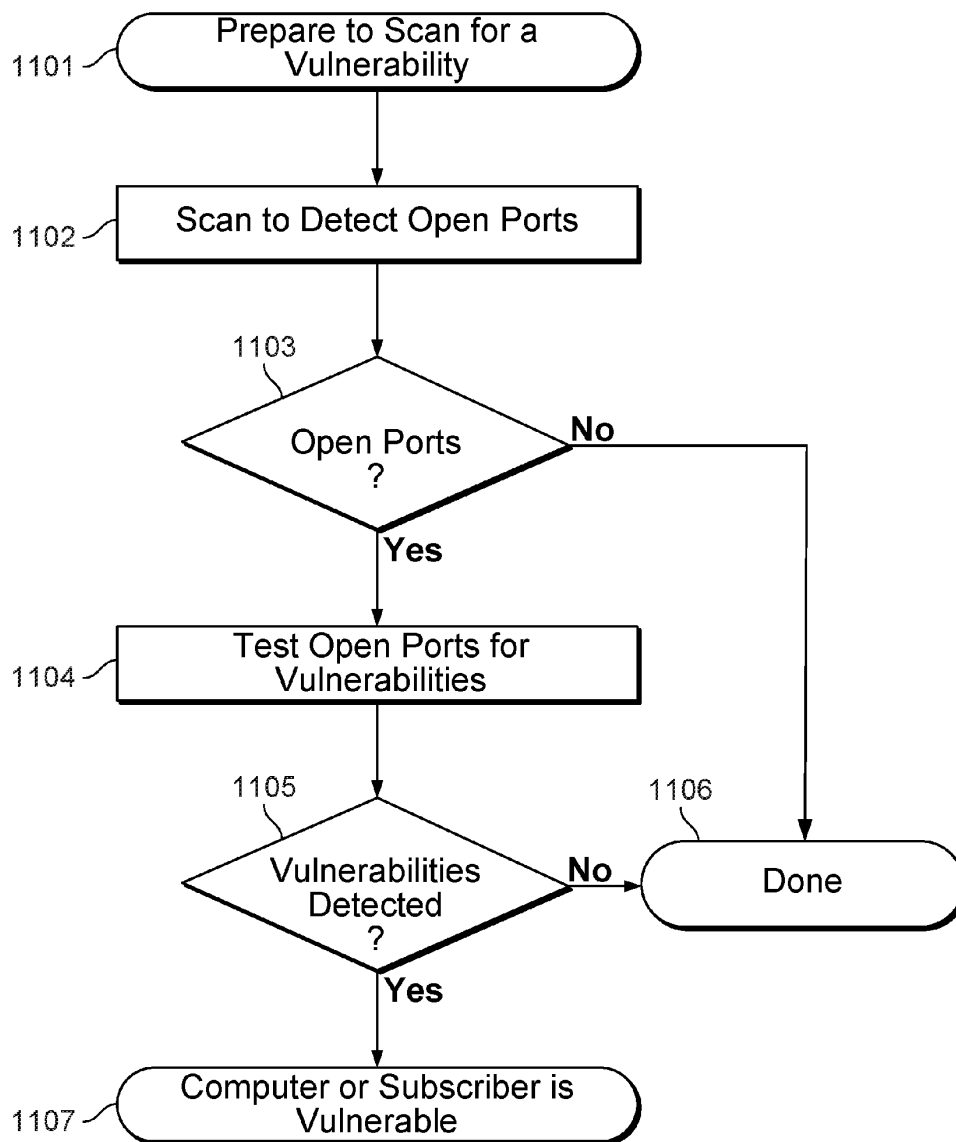 Prepare to Scan for a
Vulnerability
1101
Scan to Detect Open Ports
1102
1103
Open Ports
?
No
Yes
Test Open Ports for
Vulnerabilities
1104
1105
Vulnerabilities
Detected
?
No
1106
Done
Yes
Computer or Subscriber is
Vulnerable
1107